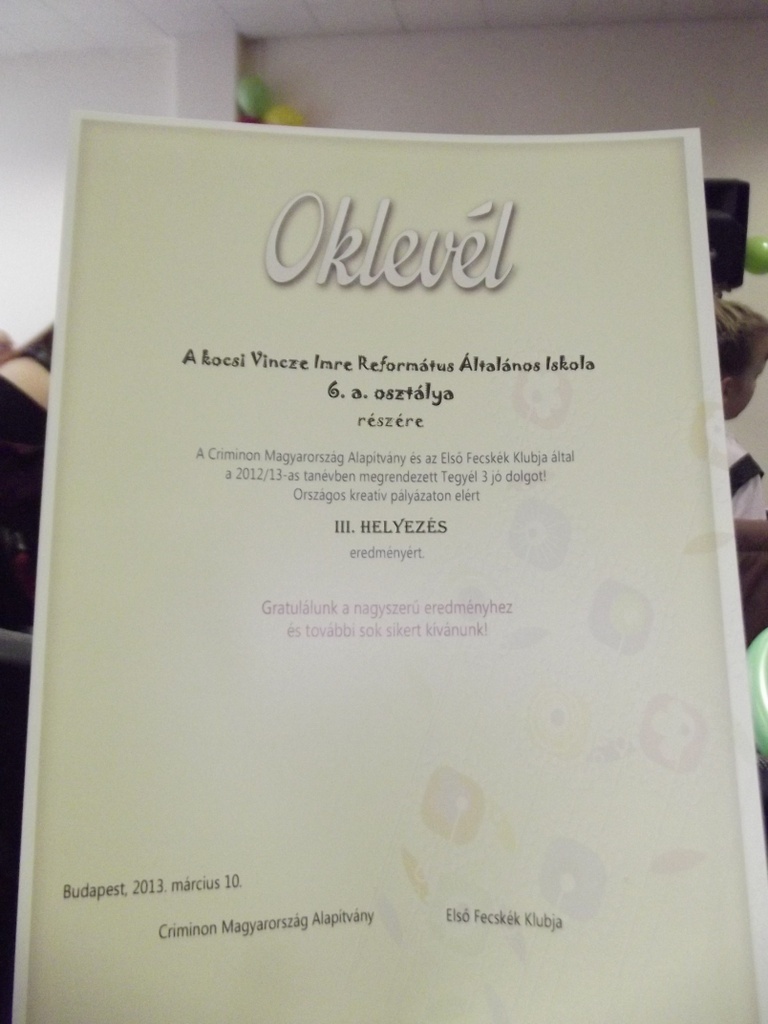 Oklevél
A kocsi Vincze Imre Református Általános Iskola
6. a. osztálya
részére
A Criminon Magyarország Alapítvány és az Első Fecskék Klubja által
a 2012/13-as tanévben megrendezett Tegyél 3 jó dolgot!
Országos kreatív pályázaton elért
III. HELYEZÉS
eredményért.
Gratulálunk a nagyszerű eredményhez
és további sok sikert kívánunk!
Budapest, 2013. március 10.
Criminon Magyarország Alapítvány
Első Fecskék Klubja